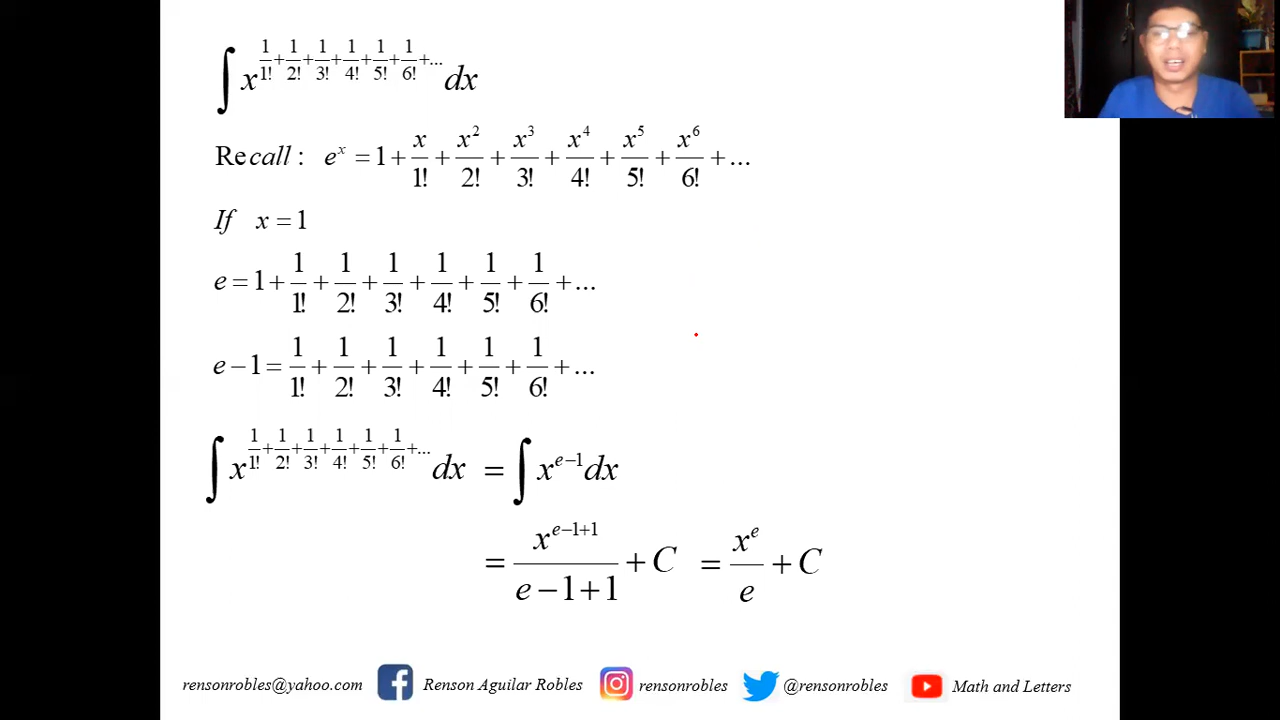 ∫ x^(1/1! + 1/2! + 1/3! + 1/4! + 1/5! + 1/6! + ...) dx
Recall : e^x = 1 + x/1! + x^2/2! + x^3/3! + x^4/4! + x^5/5! + x^6/6! + ...
If x = 1
e = 1 + 1/1! + 1/2! + 1/3! + 1/4! + 1/5! + 1/6! + ...
e − 1 = 1/1! + 1/2! + 1/3! + 1/4! + 1/5! + 1/6! + ...
∫ x^(1/1! + 1/2! + 1/3! + 1/4! + 1/5! + 1/6! + ...) dx = ∫ x^(e−1) dx
= x^(e−1+1)/(e−1+1) + C = x^e/e + C
rensonrobles@yahoo.com Renson Aguilar Robles rensonrobles @rensonrobles Math and Letters